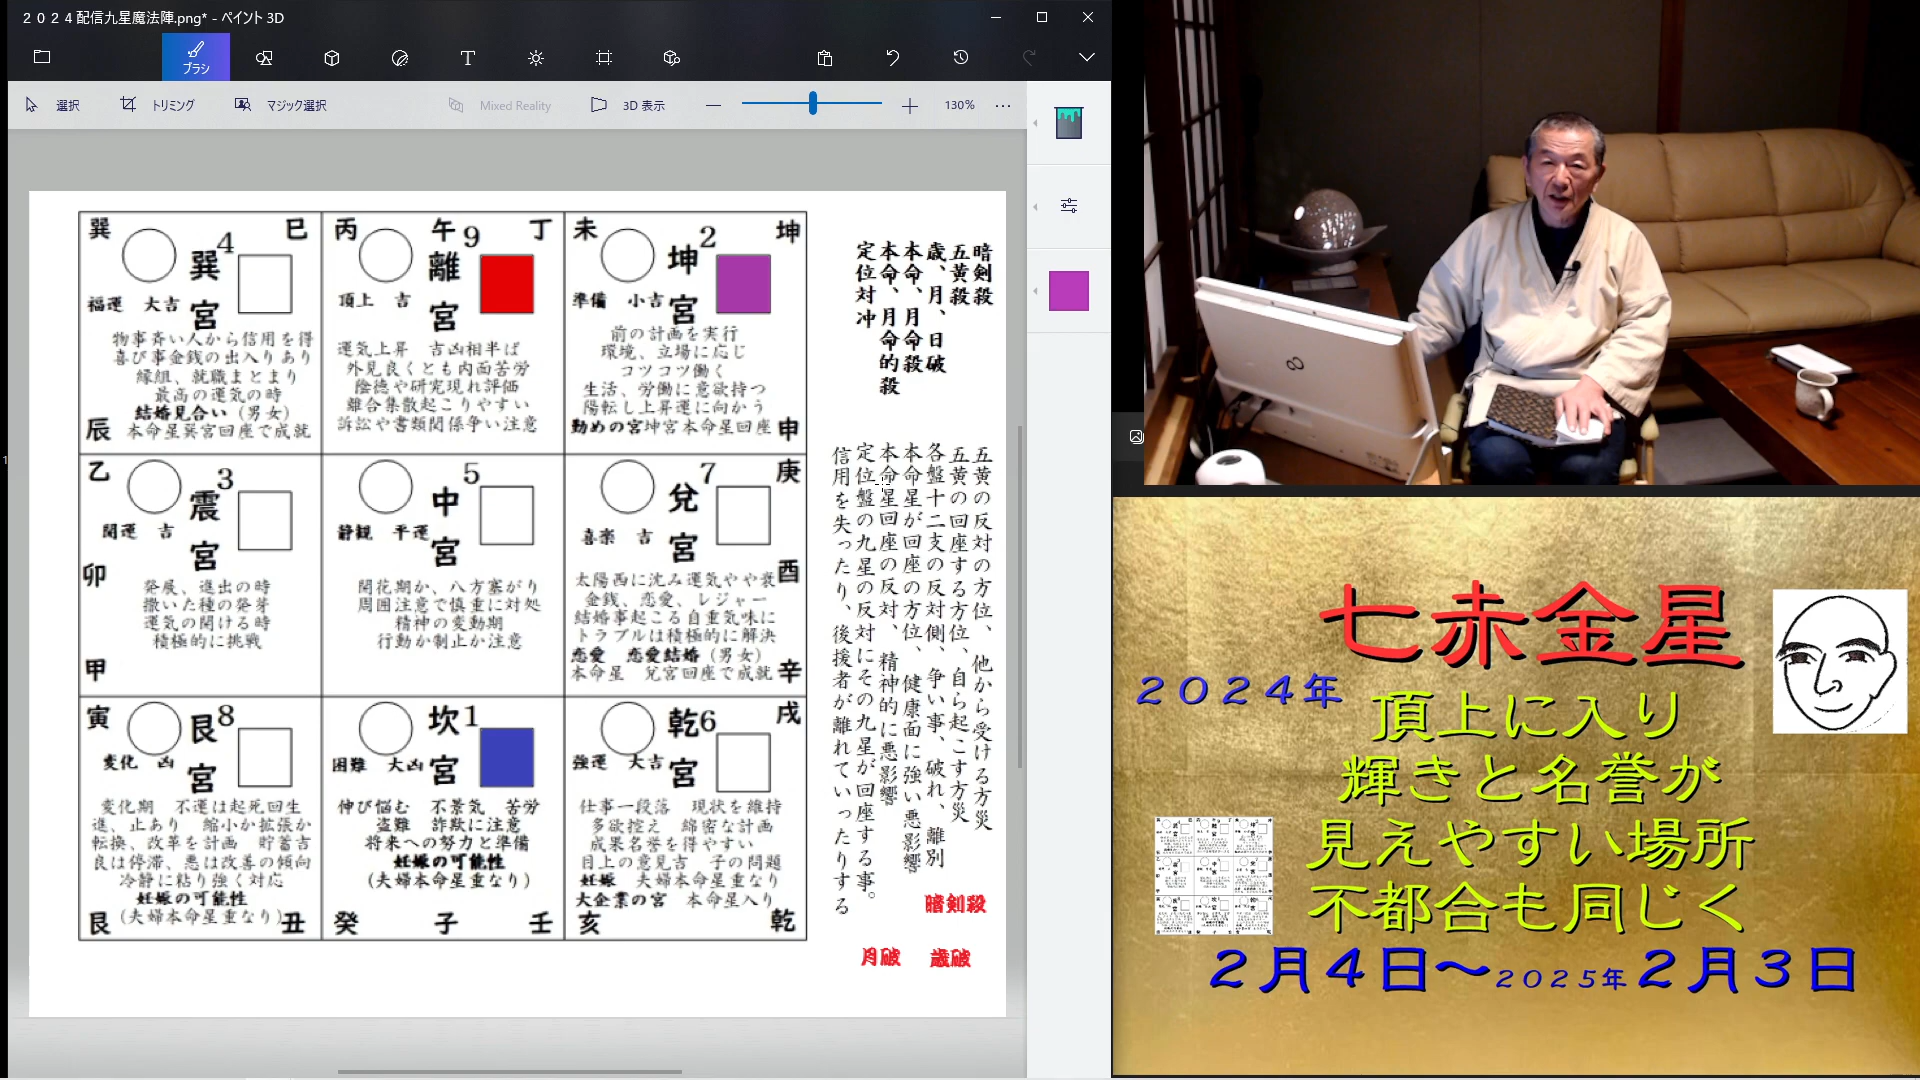 ２０２４配信九星魔法陣.png* - ペイント 3D
ブラシ
選択
トリミング
マジック選択
Mixed Reality
3D 表示
130%
巽
4
巳
巽宮
福運 大吉
物事斉い人から信用を得
喜び事金銭の出入りあり
縁組、就職まとまり
最高の運気の時
結婚見合い（男女）
辰
本命星巽宮回座で成就
丙
午
9
丁
離宮
頂上 吉
運気上昇 吉凶相半ば
外見良くとも内面苦労
陰徳や研究現れ評価
離合集散起こりやすい
訴訟や書類関係争い注意
未
2
坤
坤宮
準備 小吉
前の計画を実行
環境、立場に応じ
コツコツ働く
生活、労働に意欲持つ
陽転し上昇運に向かう
勤めの宮坤宮本命星回座
申
乙
3
震宮
開運 吉
卯
発展、進出の時
撒いた種の発芽
運気の開ける時
積極的に挑戦
甲
5
中宮
静観 平運
開花期か、八方塞がり
周囲注意で慎重に対処
精神の変動期
行動か制止か注意
7
庚
兌宮
喜楽 吉
酉
太陽西に沈み運気やや衰
金銭、恋愛、レジャー
結婚事起こる自重気味に
トラブルは積極的に解決
恋愛 恋愛結婚（男女）
本命星 兌宮回座で成就
辛
寅
8
艮宮
変化 凶
変化期 不運は起死回生
進、止あり 縮小か拡張か
転換、改革を計画 貯蓄吉
良は停滞、悪は改善の傾向
冷静に粘り強く対応
妊娠の可能性
（夫婦本命星重なり）
艮
丑
1
坎宮
困難 大凶
伸び悩む 不景気 苦労
盗難 詐欺に注意
将来への努力と準備
妊娠の可能性
（夫婦本命星重なり）
癸
子
壬
6
戌
乾宮
強運 大吉
仕事一段落 現状を維持
多欲控え 綿密な計画
成果名誉を得やすい
目上の意見吉 子の問題
妊娠 夫婦本命星重なり
大企業の宮 本命星入り
亥
乾
暗剣殺
五黄殺
歳、月、日破
本命、月命殺
本命、月命的殺
定位対冲
五黄の反対の方位、他から受ける方災
五黄の回座する方位、自ら起こす方災
各盤十二支の反対側、争い事、破れ、離別
本命星が回座の方位、健康面に強い悪影響
本命星回座の反対、精神的に悪影響
定位盤の九星の反対にその九星が回座する事。
信用を失ったり、後援者が離れていったりする
暗剣殺
月破 歳破
七赤金星
２０２４年
頂上に入り
輝きと名誉が
見えやすい場所
不都合も同じく
２月４日〜２０２５年２月３日